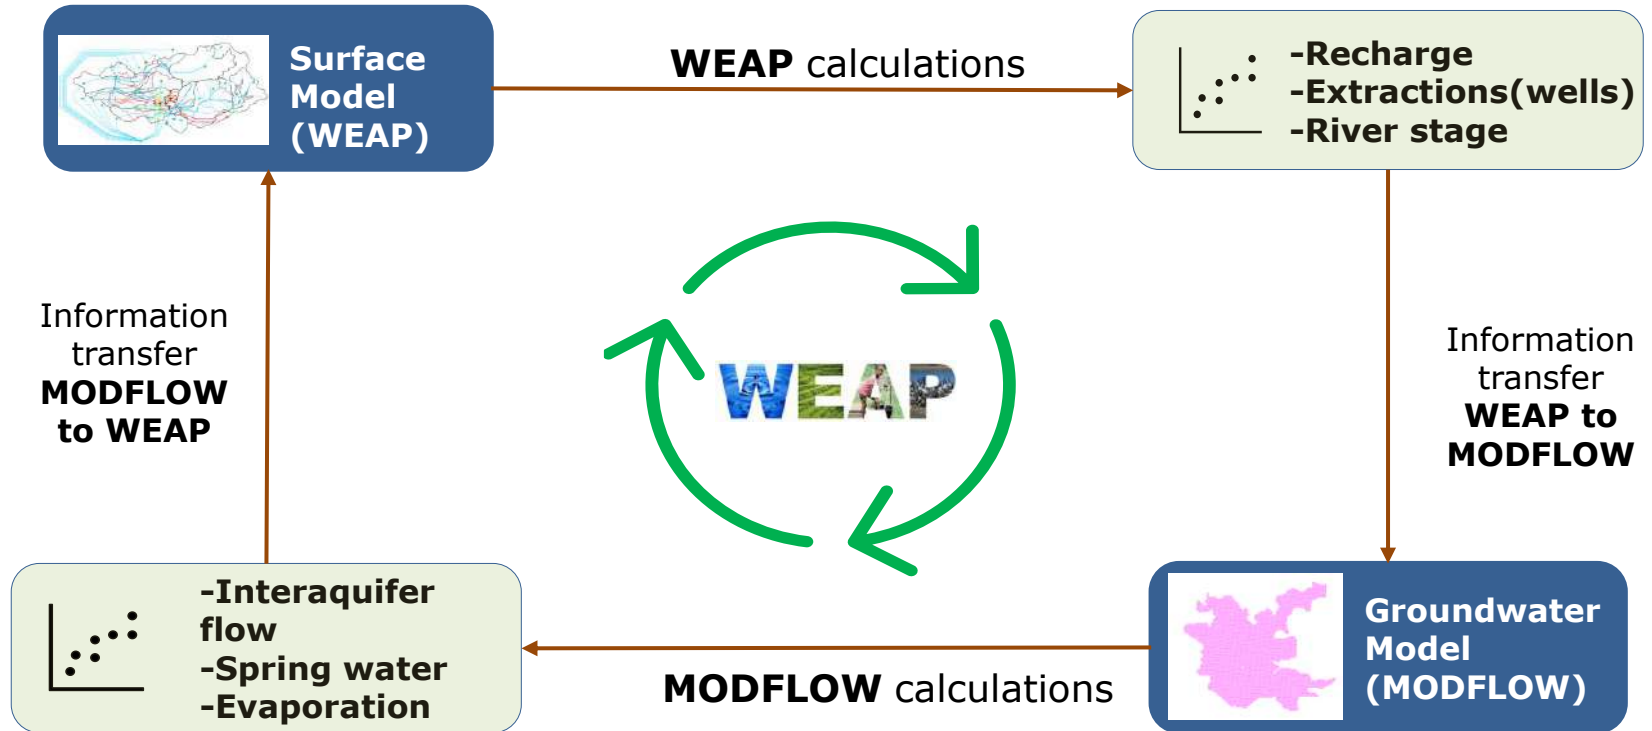 Surface
Model
(WEAP)
WEAP calculations
-Recharge
-Extractions(wells)
-River stage
Information
transfer
MODFLOW
to WEAP
WEAP
Information
transfer
WEAP to
MODFLOW
-Interaquifer
flow
-Spring water
-Evaporation
MODFLOW calculations
Groundwater
Model
(MODFLOW)